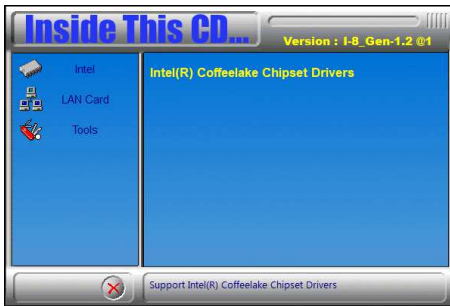 Inside This CD...
Version : I-8_Gen-1.2 @1
Intel
LAN Card
Tools
Intel(R) Coffeelake Chipset Drivers
Support Intel(R) Coffeelake Chipset Drivers